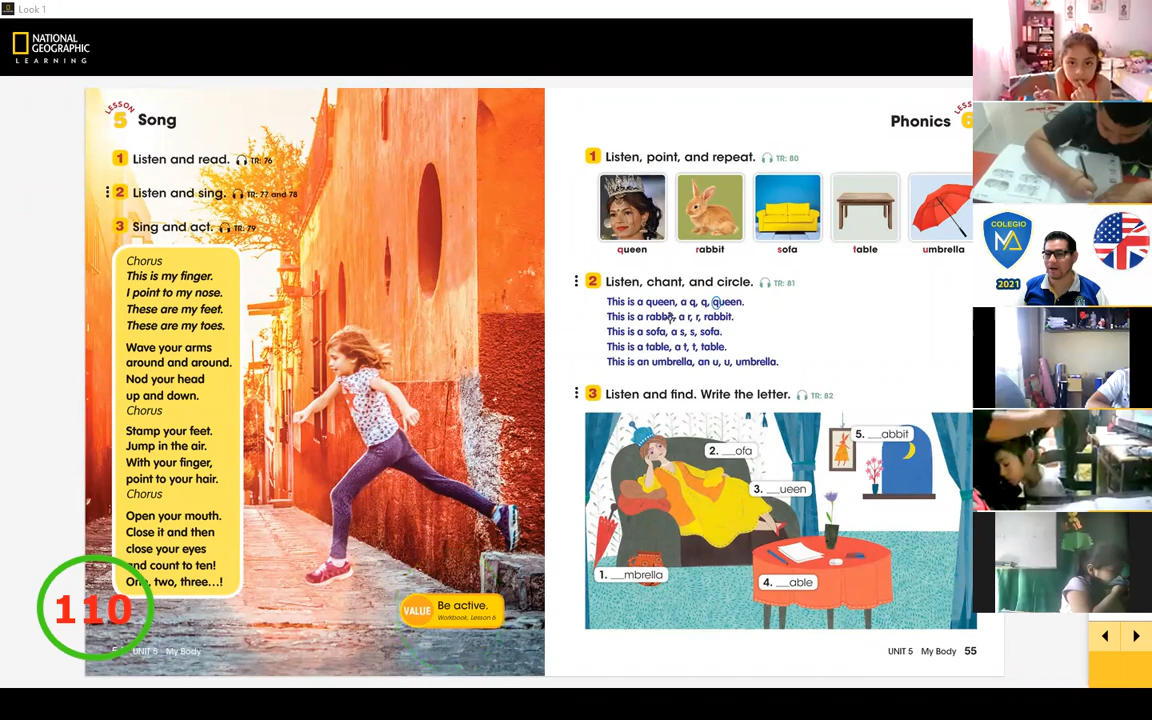 Look 1
NATIONAL
GEOGRAPHIC
LEARNING
LESSON
5 Song
1 Listen and read. TR: 76
2 Listen and sing. TR: 77 and 78
3 Sing and act. TR: 79
Chorus
This is my finger.
I point to my nose.
These are my feet.
These are my toes.
Wave your arms
around and around.
Nod your head
up and down.
Chorus
Stamp your feet.
Jump in the air.
With your finger,
point to your hair.
Chorus
Open your mouth.
Close it and then
close your eyes
and count to ten!
One, two, three...!
110
VALUE
Be active.
Workbook, Lesson 6
UNIT 5 My Body
Phonics 6
1 Listen, point, and repeat. TR: 80
queen rabbit sofa table umbrella
2 Listen, chant, and circle. TR: 81
This is a queen, a q, q, queen.
This is a rabbit, a r, r, rabbit.
This is a sofa, a s, s, sofa.
This is a table, a t, t, table.
This is an umbrella, an u, u, umbrella.
3 Listen and find. Write the letter. TR: 82
5. __abbit
2. __ofa
3. __ueen
1. __mbrella
4. __able
UNIT 5 My Body 55
COLEGIO
MA
2021